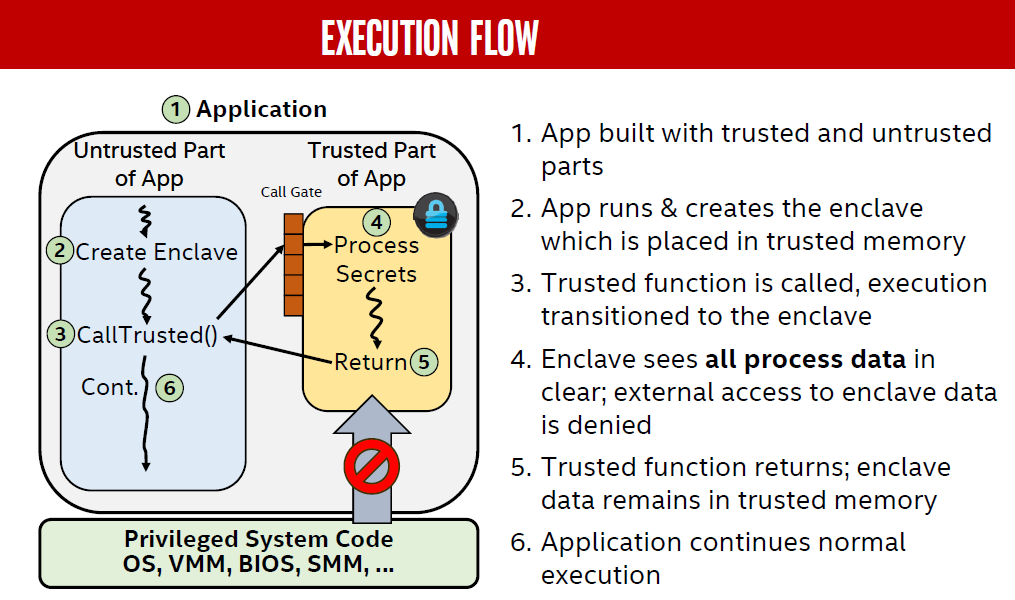 EXECUTION FLOW
1 Application
Untrusted Part
of App
Trusted Part
of App
Call Gate
2 Create Enclave
3 CallTrusted()
Cont. 6
4
Process
Secrets
Return 5
Privileged System Code
OS, VMM, BIOS, SMM, ...
1. App built with trusted and untrusted
parts
2. App runs & creates the enclave
which is placed in trusted memory
3. Trusted function is called, execution
transitioned to the enclave
4. Enclave sees all process data in
clear; external access to enclave data
is denied
5. Trusted function returns; enclave
data remains in trusted memory
6. Application continues normal
execution